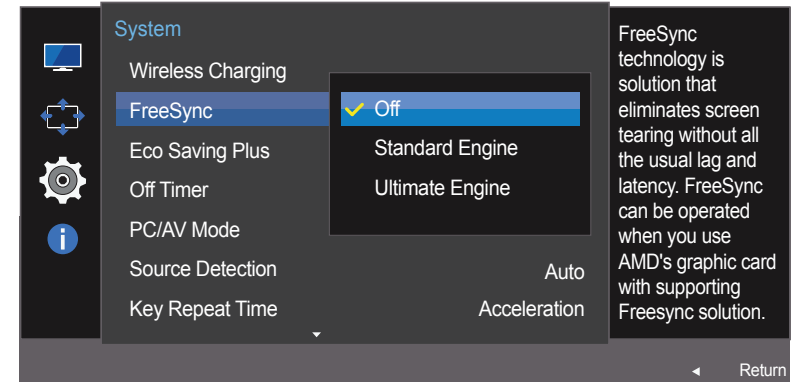 System
Wireless Charging
FreeSync
Eco Saving Plus
Off Timer
PC/AV Mode
Source Detection
Auto
Key Repeat Time
Acceleration
Off
Standard Engine
Ultimate Engine
FreeSync
technology is
solution that
eliminates screen
tearing without all
the usual lag and
latency. FreeSync
can be operated
when you use
AMD's graphic card
with supporting
Freesync solution.
Return